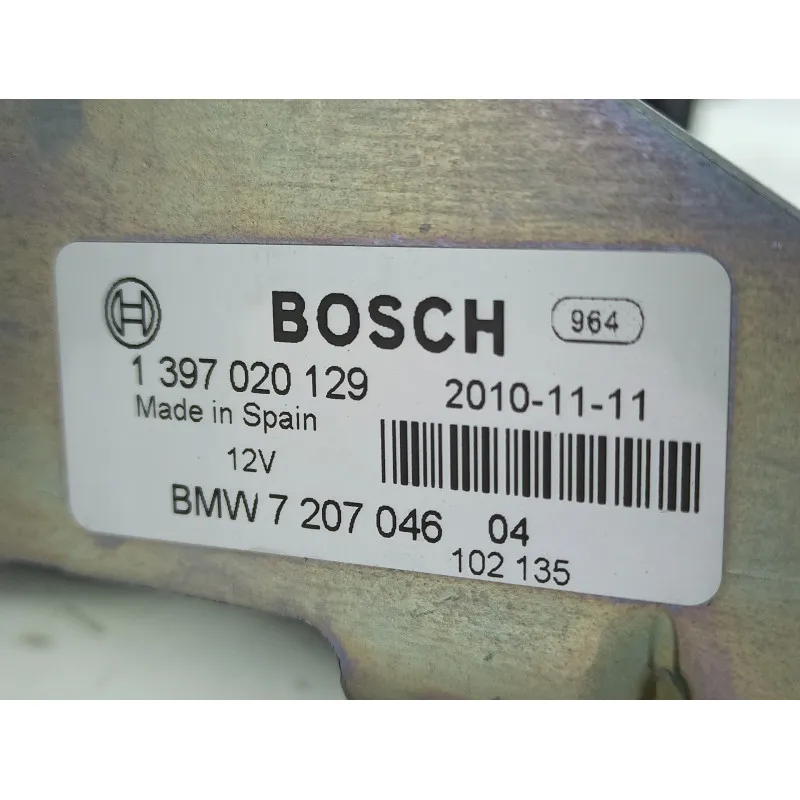 BOSCH 964
1 397 020 129 2010-11-11
Made in Spain
12V
BMW 7 207 046 04
102 135